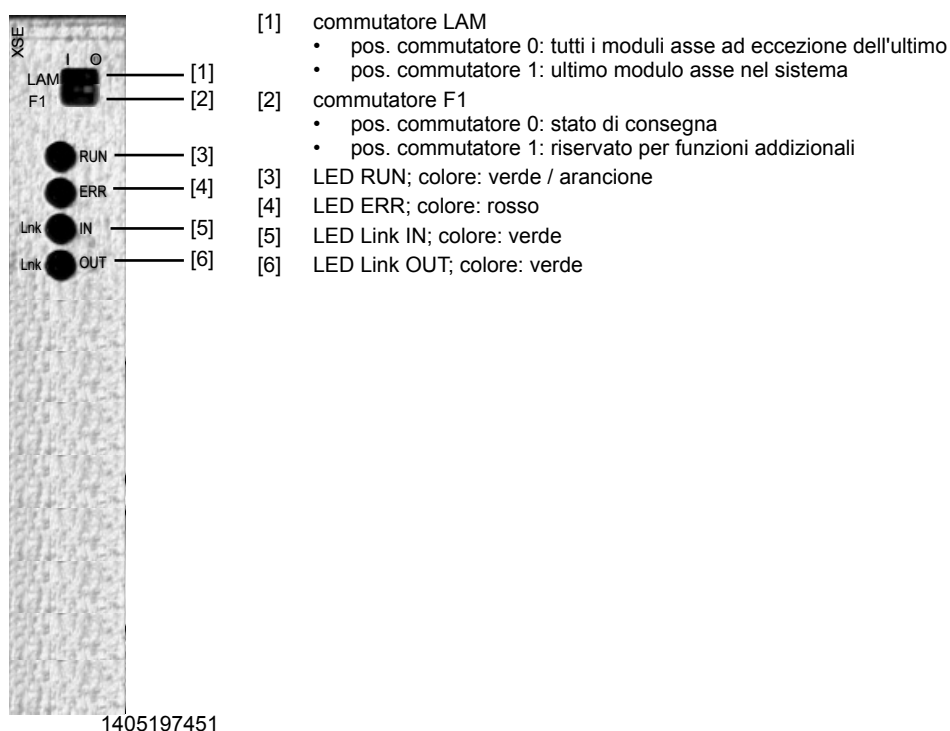 XSE
I O
LAM
F1
[1]
[2]
RUN
[3]
ERR
[4]
Lnk IN
[5]
Lnk OUT
[6]
[1] commutatore LAM
• pos. commutatore 0: tutti i moduli asse ad eccezione dell'ultimo
• pos. commutatore 1: ultimo modulo asse nel sistema
[2] commutatore F1
• pos. commutatore 0: stato di consegna
• pos. commutatore 1: riservato per funzioni addizionali
[3] LED RUN; colore: verde / arancione
[4] LED ERR; colore: rosso
[5] LED Link IN; colore: verde
[6] LED Link OUT; colore: verde
1405197451